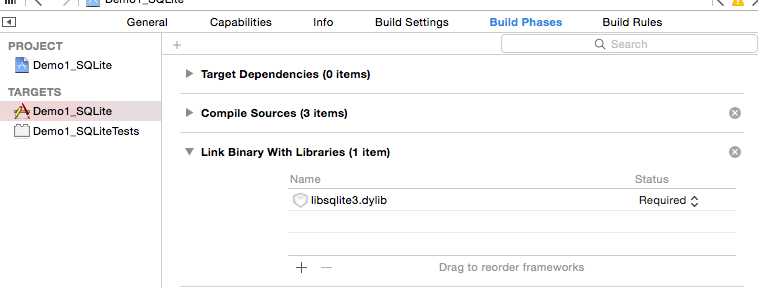 Demo1_SQLite
General Capabilities Info Build Settings Build Phases Build Rules
PROJECT
+ Search
Demo1_SQLite
Target Dependencies (0 items)
TARGETS
Demo1_SQLite
Compile Sources (3 items)
Demo1_SQLiteTests
Link Binary With Libraries (1 item)
Name Status
libsqlite3.dylib Required
+ − Drag to reorder frameworks